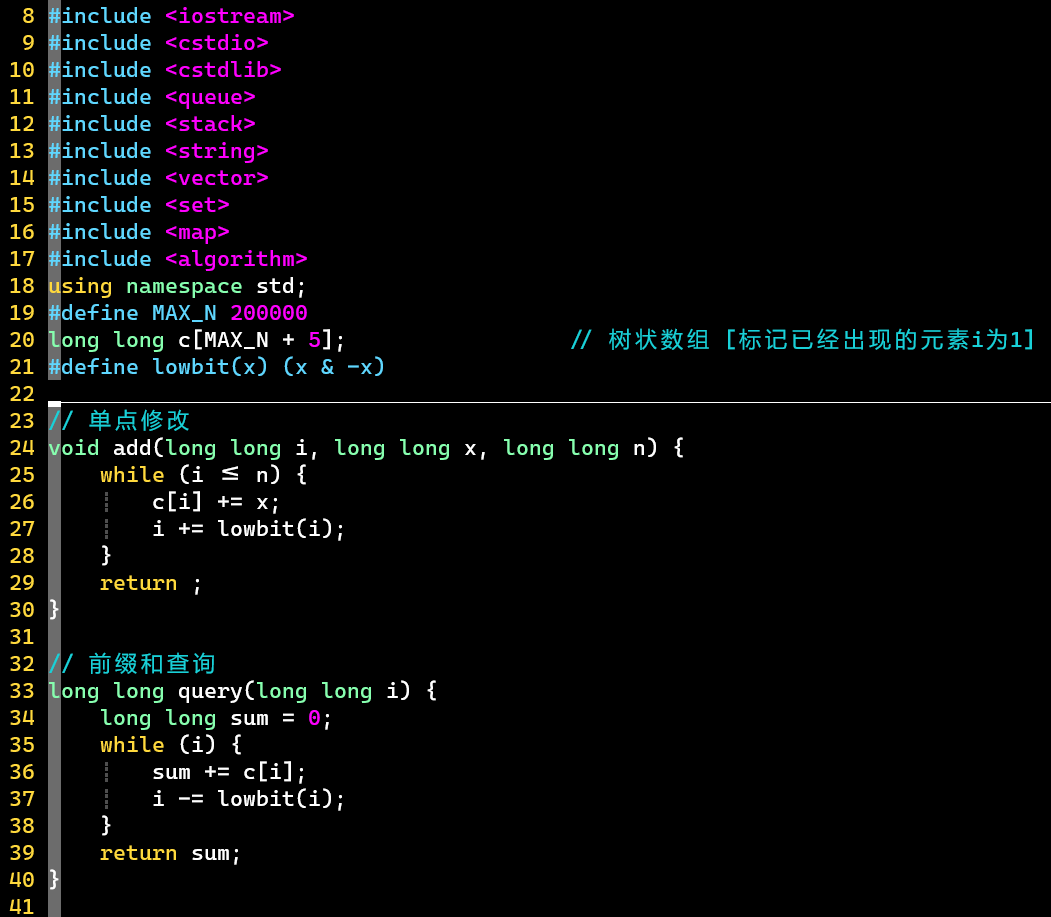 8 #include <iostream>
9 #include <cstdio>
10 #include <cstdlib>
11 #include <queue>
12 #include <stack>
13 #include <string>
14 #include <vector>
15 #include <set>
16 #include <map>
17 #include <algorithm>
18 using namespace std;
19 #define MAX_N 200000
20 long long c[MAX_N + 5];                 // 树状数组 [标记已经出现的元素i为1]
21 #define lowbit(x) (x & -x)
22
23 // 单点修改
24 void add(long long i, long long x, long long n) {
25     while (i ≤ n) {
26         c[i] += x;
27         i += lowbit(i);
28     }
29     return ;
30 }
31
32 // 前缀和查询
33 long long query(long long i) {
34     long long sum = 0;
35     while (i) {
36         sum += c[i];
37         i -= lowbit(i);
38     }
39     return sum;
40 }
41